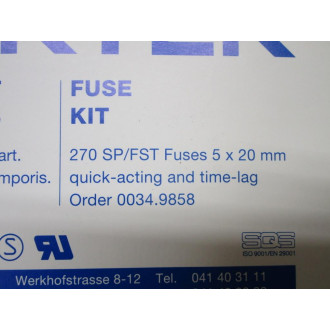 FUSE
KIT
art.
270 SP/FST Fuses 5 x 20 mm
mporis.
quick-acting and time-lag
Order 0034.9858
S
SQS
ISO 9001/EN 29001
Werkhofstrasse 8-12 Tel. 041 40 31 11